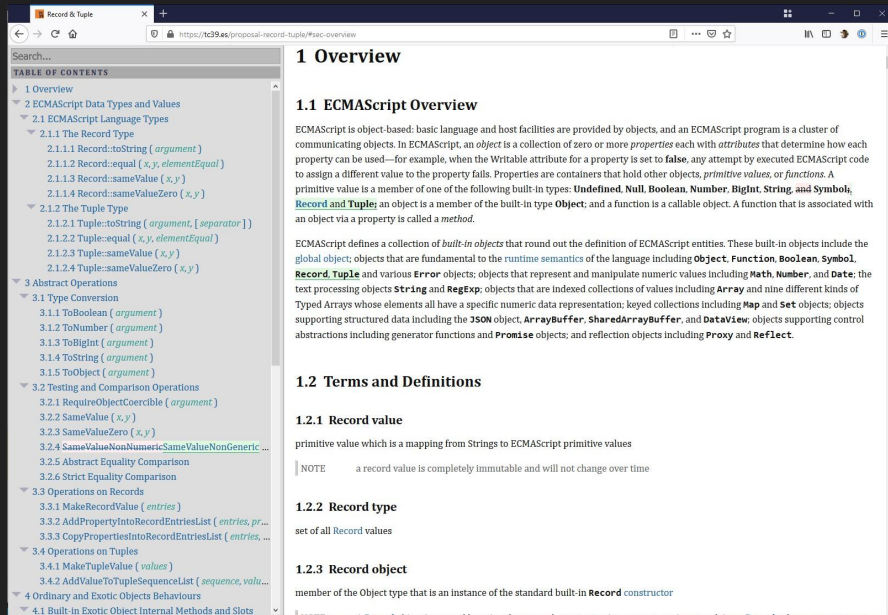 Record & Tuple
https://tc39.es/proposal-record-tuple/#sec-overview
Search...
TABLE OF CONTENTS
1 Overview
2 ECMAScript Data Types and Values
2.1 ECMAScript Language Types
2.1.1 The Record Type
2.1.1.1 Record::toString ( argument )
2.1.1.2 Record::equal ( x, y, elementEqual )
2.1.1.3 Record::sameValue ( x, y )
2.1.1.4 Record::sameValueZero ( x, y )
2.1.2 The Tuple Type
2.1.2.1 Tuple::toString ( argument, [ separator ] )
2.1.2.2 Tuple::equal ( x, y, elementEqual )
2.1.2.3 Tuple::sameValue ( x, y )
2.1.2.4 Tuple::sameValueZero ( x, y )
3 Abstract Operations
3.1 Type Conversion
3.1.1 ToBoolean ( argument )
3.1.2 ToNumber ( argument )
3.1.3 ToBigInt ( argument )
3.1.4 ToString ( argument )
3.1.5 ToObject ( argument )
3.2 Testing and Comparison Operations
3.2.1 RequireObjectCoercible ( argument )
3.2.2 SameValue ( x, y )
3.2.3 SameValueZero ( x, y )
3.2.4 SameValueNonNumericSameValueNonGeneric ...
3.2.5 Abstract Equality Comparison
3.2.6 Strict Equality Comparison
3.3 Operations on Records
3.3.1 MakeRecordValue ( entries )
3.3.2 AddPropertyIntoRecordEntriesList ( entries, pr...
3.3.3 CopyPropertiesIntoRecordEntriesList ( entries, ...
3.4 Operations on Tuples
3.4.1 MakeTupleValue ( values )
3.4.2 AddValueToTupleSequenceList ( sequence, valu...
4 Ordinary and Exotic Objects Behaviours
4.1 Built-in Exotic Object Internal Methods and Slots
1 Overview
1.1 ECMAScript Overview
ECMAScript is object-based: basic language and host facilities are provided by objects, and an ECMAScript program is a cluster of
communicating objects. In ECMAScript, an object is a collection of zero or more properties each with attributes that determine how each
property can be used—for example, when the Writable attribute for a property is set to false, any attempt by executed ECMAScript code
to assign a different value to the property fails. Properties are containers that hold other objects, primitive values, or functions. A
primitive value is a member of one of the following built-in types: Undefined, Null, Boolean, Number, BigInt, String, and Symbol;,
Record and Tuple; an object is a member of the built-in type Object; and a function is a callable object. A function that is associated with
an object via a property is called a method.
ECMAScript defines a collection of built-in objects that round out the definition of ECMAScript entities. These built-in objects include the
global object; objects that are fundamental to the runtime semantics of the language including Object, Function, Boolean, Symbol,
Record, Tuple and various Error objects; objects that represent and manipulate numeric values including Math, Number, and Date; the
text processing objects String and RegExp; objects that are indexed collections of values including Array and nine different kinds of
Typed Arrays whose elements all have a specific numeric data representation; keyed collections including Map and Set objects; objects
supporting structured data including the JSON object, ArrayBuffer, SharedArrayBuffer, and DataView; objects supporting control
abstractions including generator functions and Promise objects; and reflection objects including Proxy and Reflect.
1.2 Terms and Definitions
1.2.1 Record value
primitive value which is a mapping from Strings to ECMAScript primitive values
NOTE a record value is completely immutable and will not change over time
1.2.2 Record type
set of all Record values
1.2.3 Record object
member of the Object type that is an instance of the standard built-in Record constructor